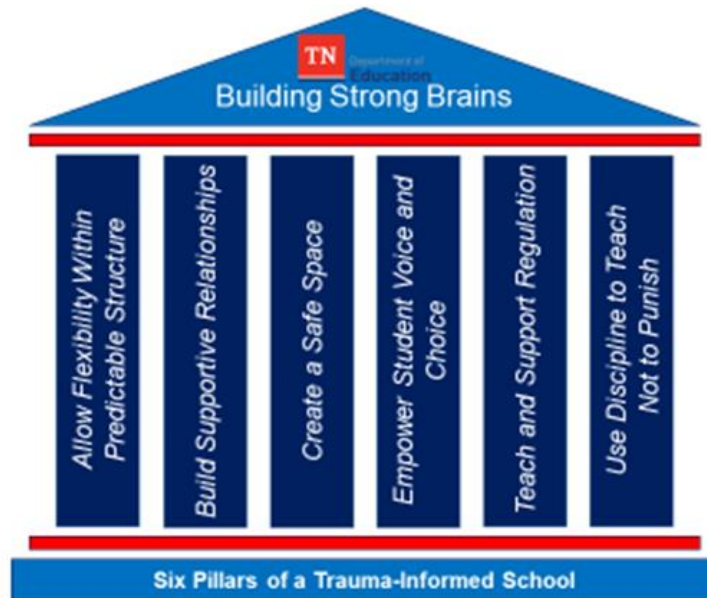 TN
Department of
Education
Building Strong Brains
Allow Flexibility Within
Predictable Structure
Build Supportive Relationships
Create a Safe Space
Empower Student Voice and
Choice
Teach and Support Regulation
Use Discipline to Teach
Not to Punish
Six Pillars of a Trauma-Informed School